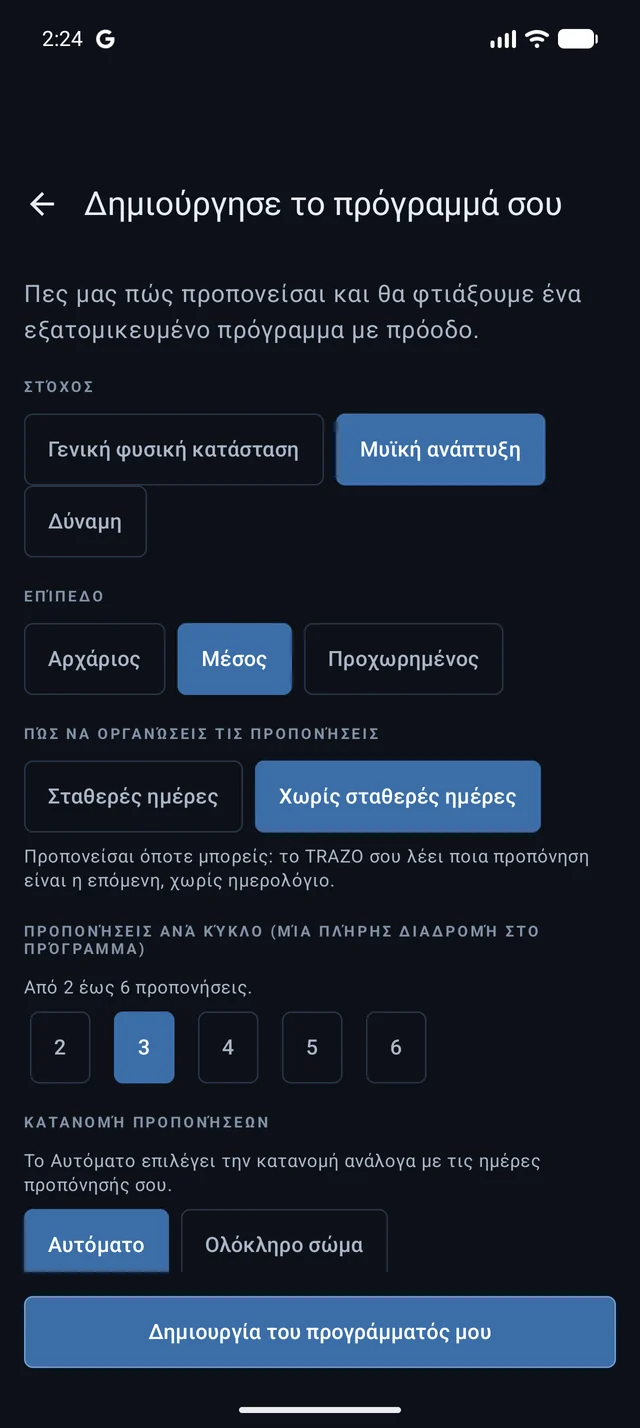 2:24 G
Δημιούργησε το πρόγραμμά σου
Πες μας πώς προπονείσαι και θα φτιάξουμε ένα
εξατομικευμένο πρόγραμμα με πρόοδο.
ΣΤΌΧΟΣ
Γενική φυσική κατάσταση Μυϊκή ανάπτυξη
Δύναμη
ΕΠΊΠΕΔΟ
Αρχάριος Μέσος Προχωρημένος
ΠΏΣ ΝΑ ΟΡΓΑΝΏΣΕΙΣ ΤΙΣ ΠΡΟΠΟΝΉΣΕΙΣ
Σταθερές ημέρες Χωρίς σταθερές ημέρες
Προπονείσαι όποτε μπορείς: το TRAZO σου λέει ποια προπόνηση
είναι η επόμενη, χωρίς ημερολόγιο.
ΠΡΟΠΟΝΉΣΕΙΣ ΑΝΆ ΚΎΚΛΟ (ΜΊΑ ΠΛΉΡΗΣ ΔΙΑΔΡΟΜΉ ΣΤΟ
ΠΡΌΓΡΑΜΜΑ)
Από 2 έως 6 προπονήσεις.
2 3 4 5 6
ΚΑΤΑΝΟΜΉ ΠΡΟΠΟΝΉΣΕΩΝ
Το Αυτόματο επιλέγει την κατανομή ανάλογα με τις ημέρες
προπόνησής σου.
Αυτόματο Ολόκληρο σώμα
Δημιουργία του προγράμματός μου